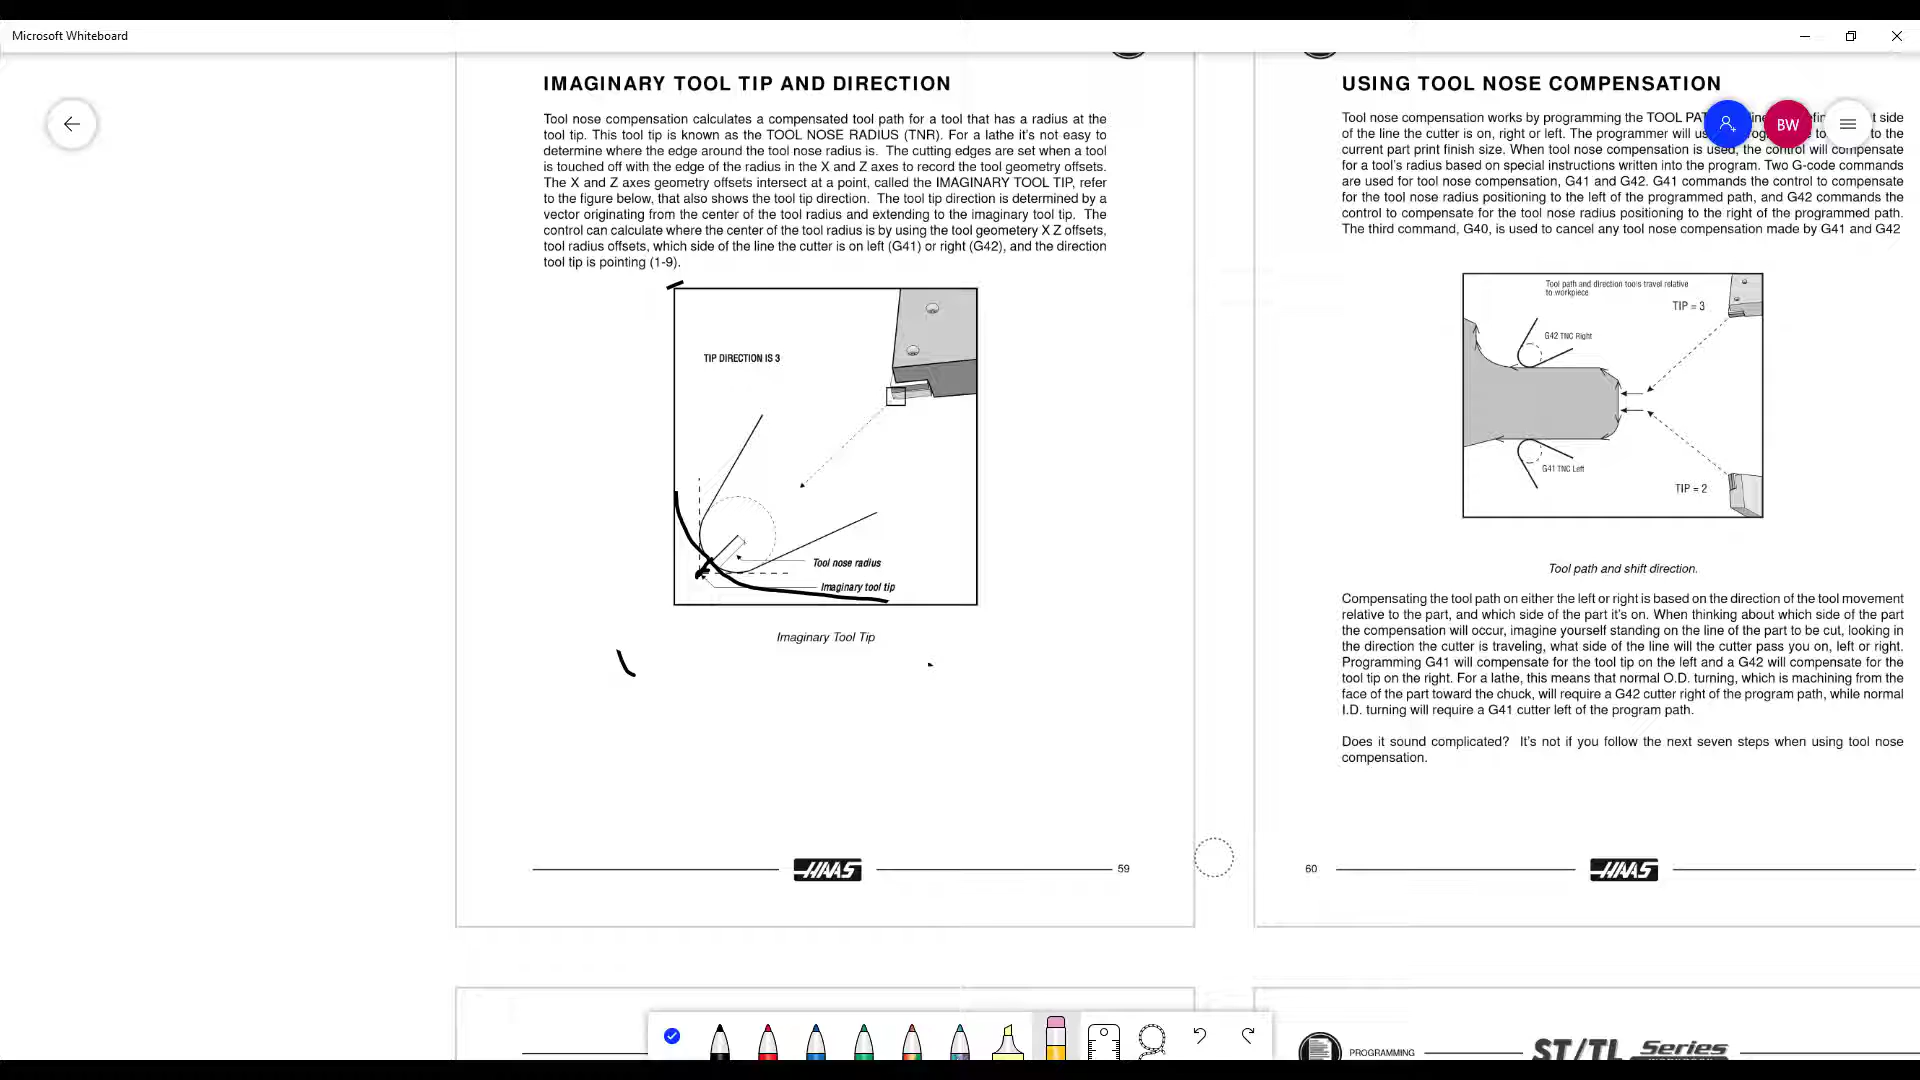 Microsoft Whiteboard
IMAGINARY TOOL TIP AND DIRECTION
Tool nose compensation calculates a compensated tool path for a tool that has a radius at the
tool tip. This tool tip is known as the TOOL NOSE RADIUS (TNR). For a lathe it's not easy to
determine where the edge around the tool nose radius is. The cutting edges are set when a tool
is touched off with the edge of the radius in the X and Z axes to record the tool geometry offsets.
The X and Z axes geometry offsets intersect at a point, called the IMAGINARY TOOL TIP, refer
to the figure below, that also shows the tool tip direction. The tool tip direction is determined by a
vector originating from the center of the tool radius and extending to the imaginary tool tip. The
control can calculate where the center of the tool radius is by using the tool geometery X Z offsets,
tool radius offsets, which side of the line the cutter is on left (G41) or right (G42), and the direction
tool tip is pointing (1-9).
TIP DIRECTION IS 3
Tool nose radius
Imaginary tool tip
Imaginary Tool Tip
HAAS
59
USING TOOL NOSE COMPENSATION
Tool nose compensation works by programming the TOOL side
of the line the cutter is on, right or left. The programmer will to the
current part print finish size. When tool nose compensation is used, the control will compensate
for a tool's radius based on special instructions written into the program. Two G-code commands
are used for tool nose compensation, G41 and G42. G41 commands the control to compensate
for the tool nose radius positioning to the left of the programmed path, and G42 commands the
control to compensate for the tool nose radius positioning to the right of the programmed path.
The third command, G40, is used to cancel any tool nose compensation made by G41 and G42
BW
Tool path and direction tools travel relative
to workpiece
TIP = 3
G42 TNC Right
G41 TNC Left
TIP = 2
Tool path and shift direction.
Compensating the tool path on either the left or right is based on the direction of the tool movement
relative to the part, and which side of the part it's on. When thinking about which side of the part
the compensation will occur, imagine yourself standing on the line of the part to be cut, looking in
the direction the cutter is traveling, what side of the line will the cutter pass you on, left or right.
Programming G41 will compensate for the tool tip on the left and a G42 will compensate for the
tool tip on the right. For a lathe, this means that normal O.D. turning, which is machining from the
face of the part toward the chuck, will require a G42 cutter right of the program path, while normal
I.D. turning will require a G41 cutter left of the program path.
Does it sound complicated? It's not if you follow the next seven steps when using tool nose
compensation.
60
HAAS
PROGRAMMING
ST/TL Series